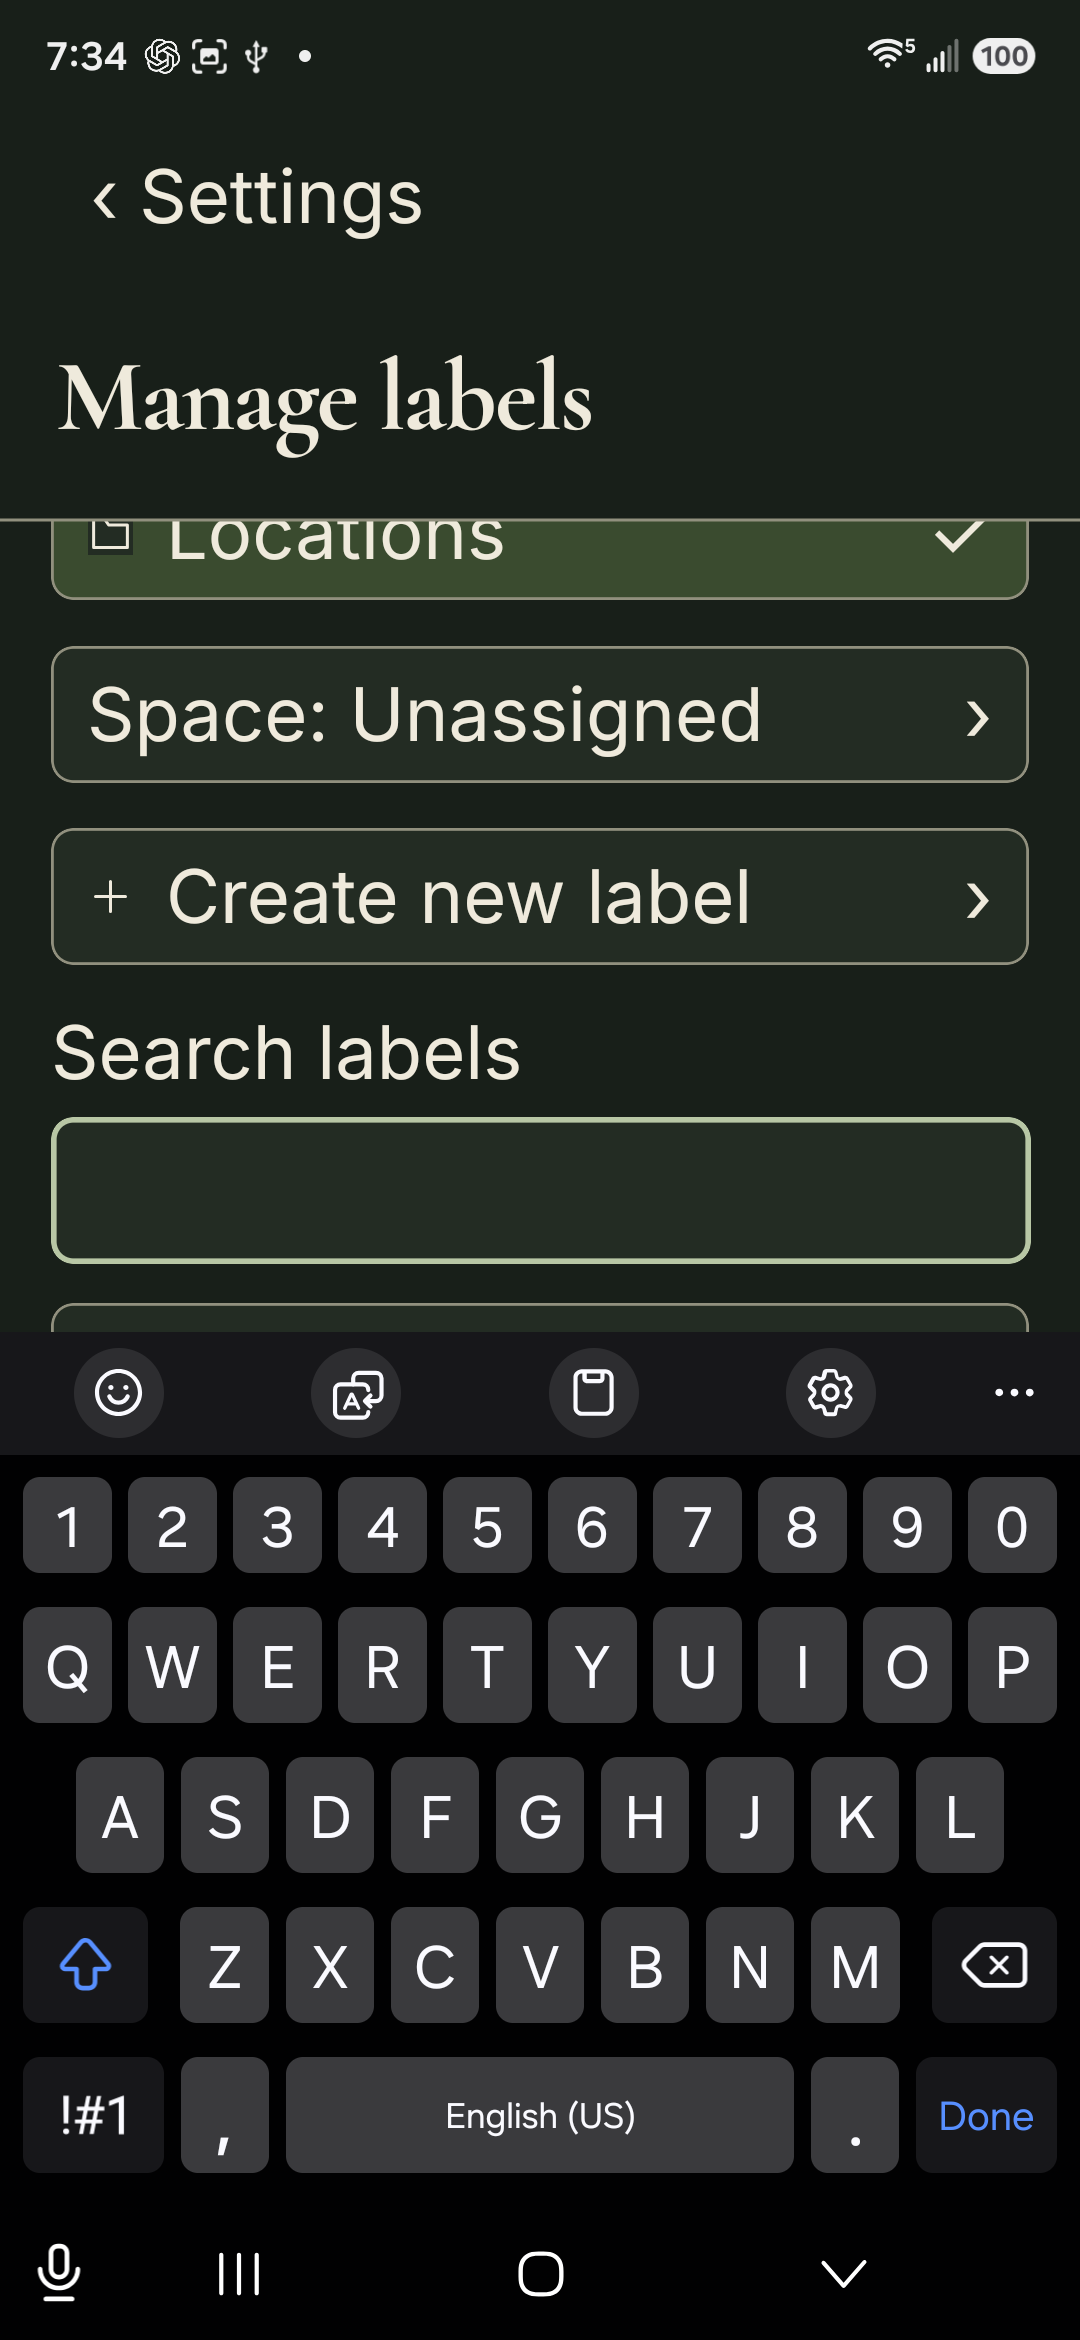 7:34
5
100
‹ Settings
Manage labels
Locations
Space: Unassigned
Create new label
Search labels
1 2 3 4 5 6 7 8 9 0
Q W E R T Y U I O P
A S D F G H J K L
Z X C V B N M
!#1 , English (US) . Done